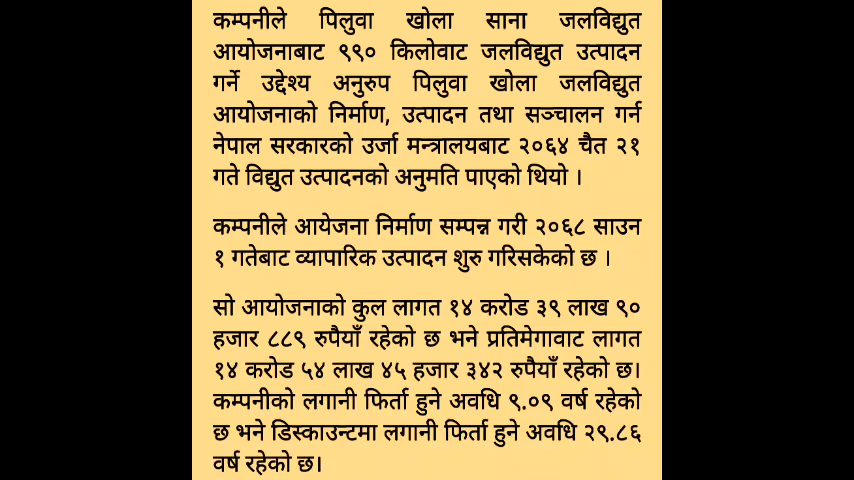 कम्पनीले पिलुवा खोला साना जलविद्युत
आयोजनाबाट ९९० किलोवाट जलविद्युत उत्पादन
गर्ने उद्देश्य अनुरुप पिलुवा खोला जलविद्युत
आयोजनाको निर्माण, उत्पादन तथा सञ्चालन गर्न
नेपाल सरकारको उर्जा मन्त्रालयबाट २०६४ चैत २१
गते विद्युत उत्पादनको अनुमति पाएको थियो ।
कम्पनीले आयेजना निर्माण सम्पन्न गरी २०६८ साउन
१ गतेबाट व्यापारिक उत्पादन शुरु गरिसकेको छ ।
सो आयोजनाको कुल लागत १४ करोड ३९ लाख ९०
हजार ८८९ रुपैयाँ रहेको छ भने प्रतिमेगावाट लागत
१४ करोड ५४ लाख ४५ हजार ३४२ रुपैयाँ रहेको छ।
कम्पनीको लगानी फिर्ता हुने अवधि ९.०९ वर्ष रहेको
छ भने डिस्काउन्टमा लगानी फिर्ता हुने अवधि २९.८६
वर्ष रहेको छ।